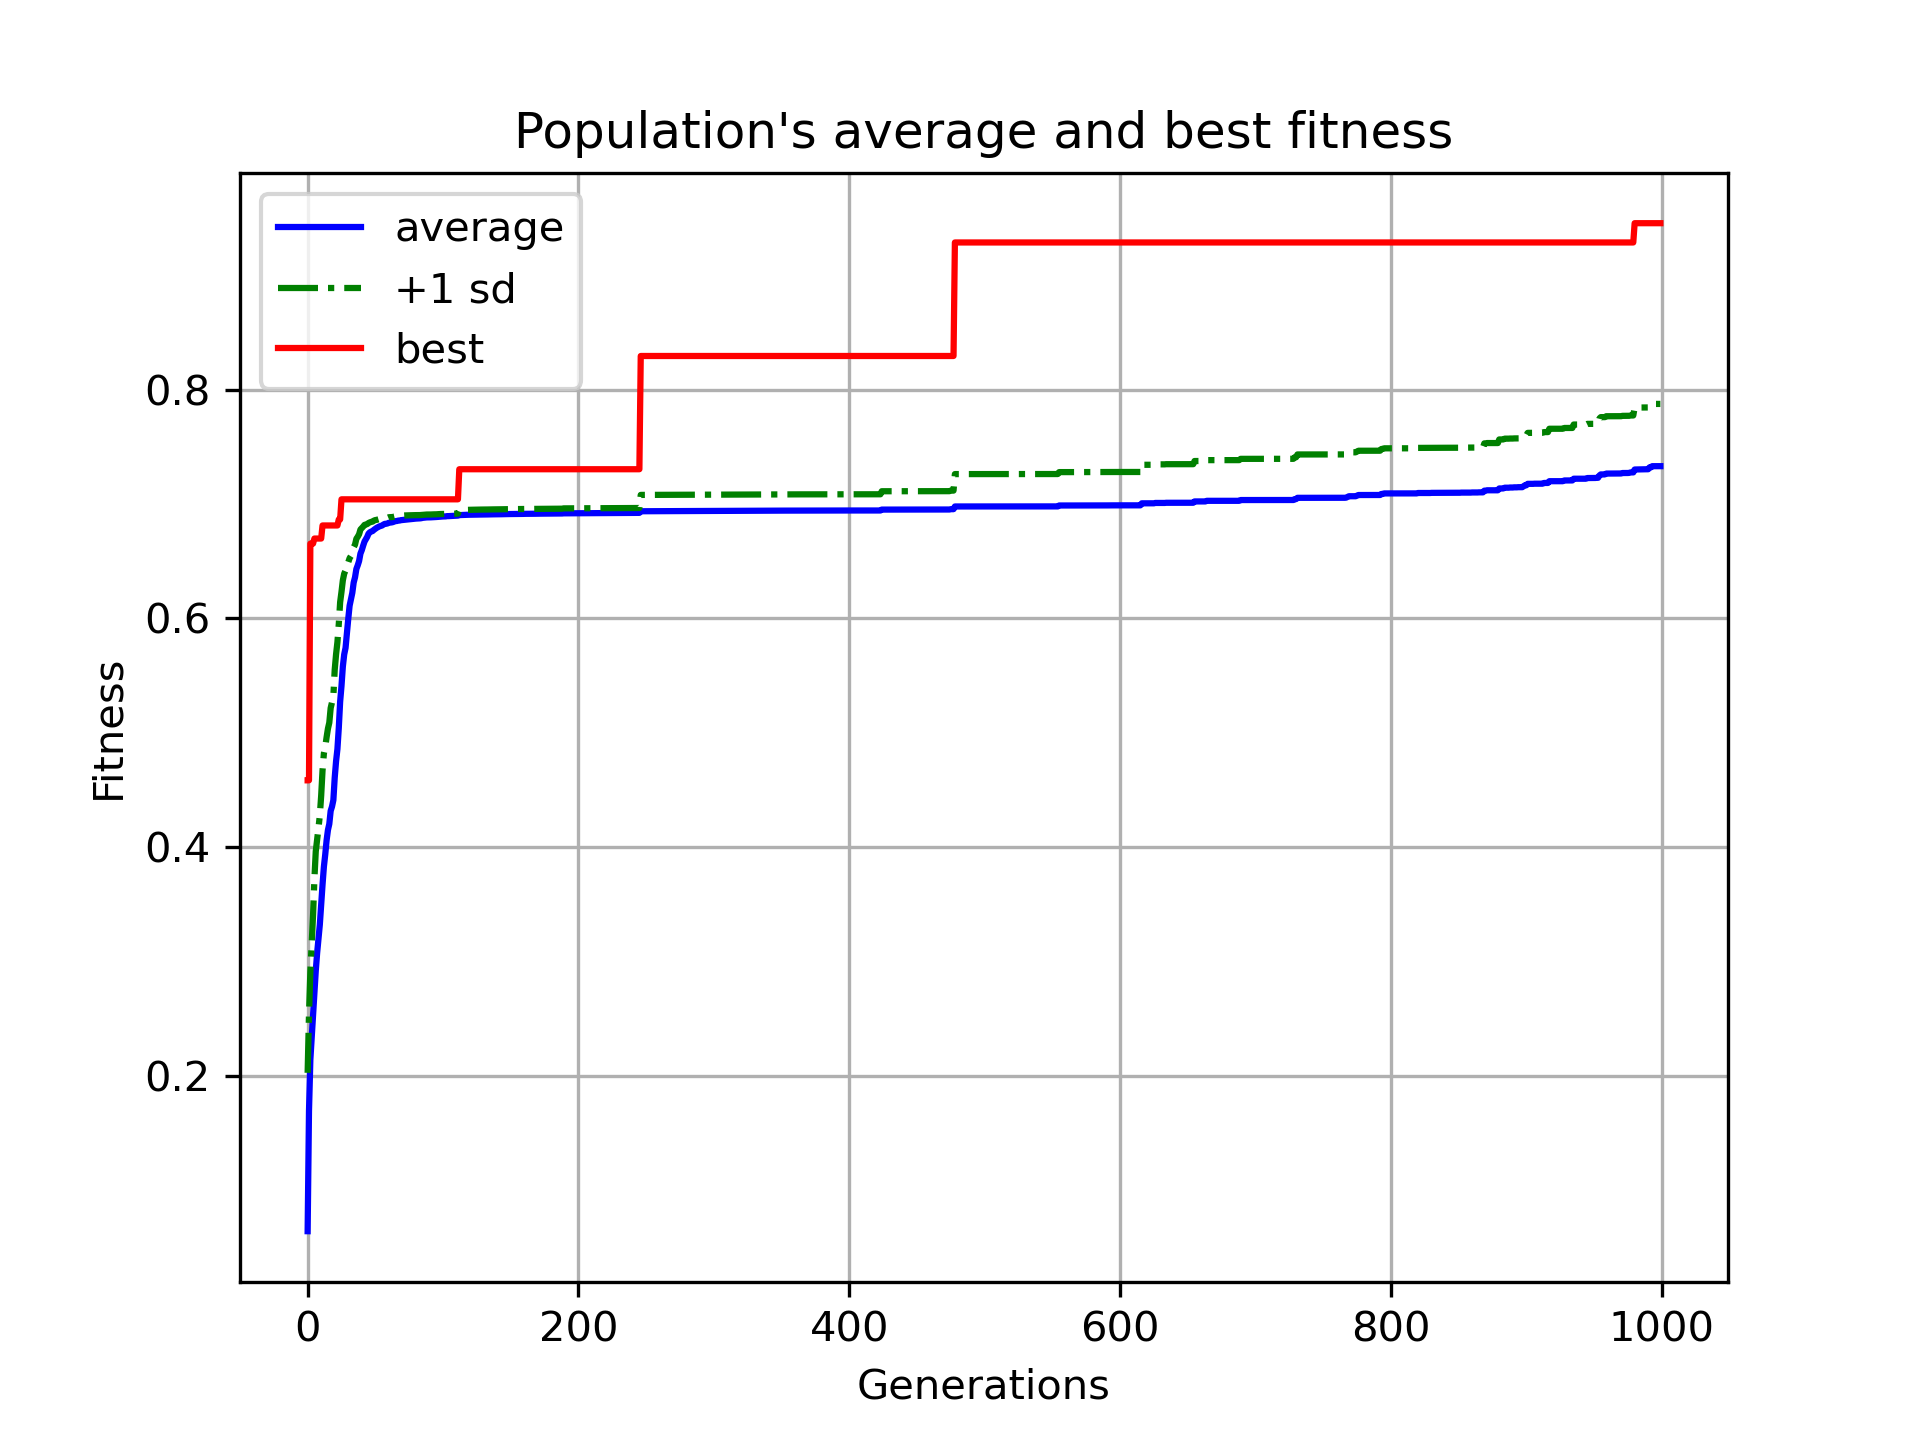 Population's average and best fitness
average
+1 sd
best
0.8
0.6
0.4
0.2
Fitness
0 200 400 600 800 1000
Generations